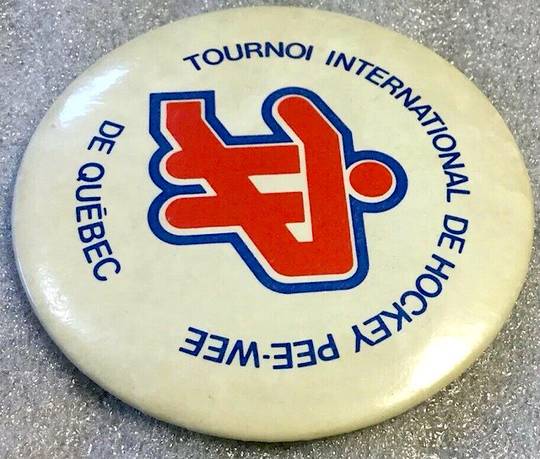 TOURNOI INTERNATIONAL DE HOCKEY PEE-WEE
DE QUÉBEC